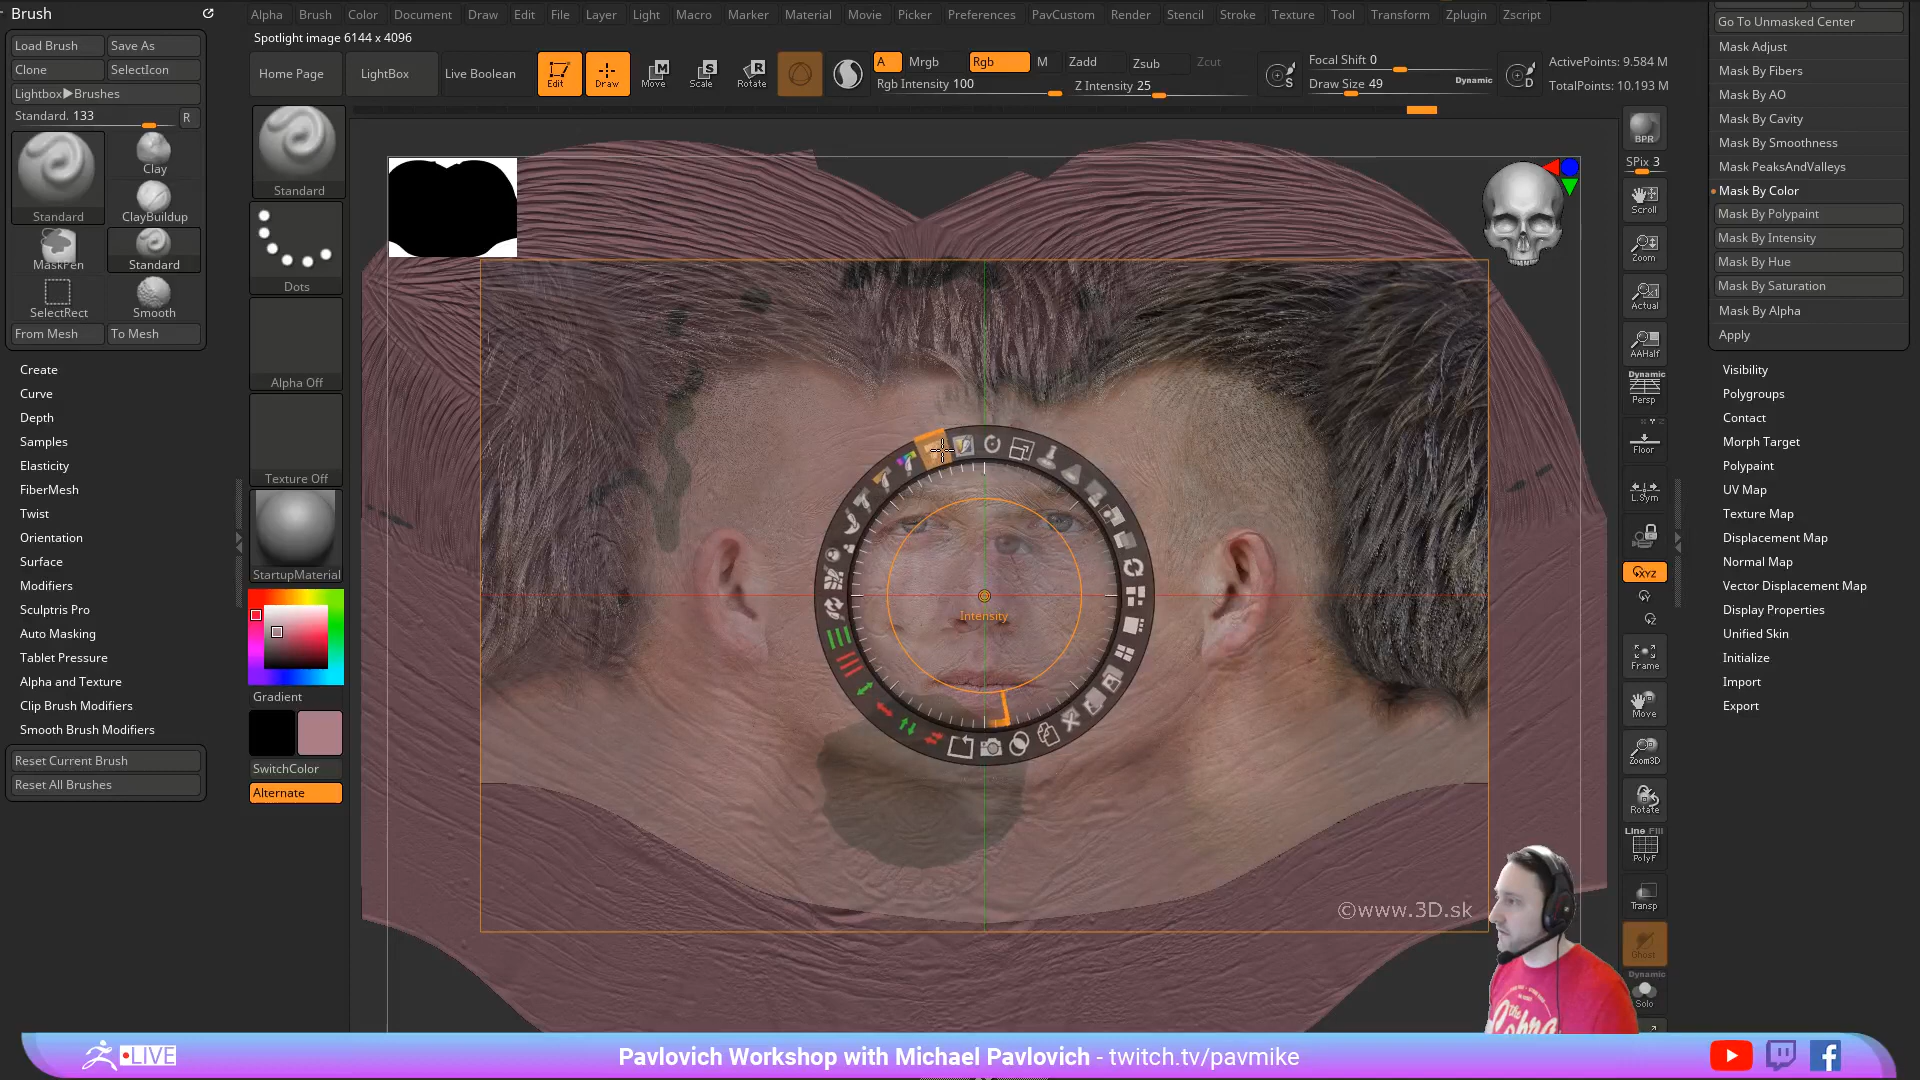 Brush
Load Brush
Save As
Clone
SelectIcon
Lightbox▶Brushes
Standard. 133
R
Standard
Clay
ClayBuildup
MaskPen
Standard
SelectRect
Smooth
From Mesh
To Mesh
Create
Curve
Depth
Samples
Elasticity
FiberMesh
Twist
Orientation
Surface
Modifiers
Sculptris Pro
Auto Masking
Tablet Pressure
Alpha and Texture
Clip Brush Modifiers
Smooth Brush Modifiers
Reset Current Brush
Reset All Brushes
Alpha Brush Color Document Draw Edit File Layer Light Macro Marker Material Movie Picker Preferences PavCustom Render Stencil Stroke Texture Tool Transform Zplugin Zscript
Spotlight image 6144 x 4096
Home Page
LightBox
Live Boolean
Edit
Draw
Move
Scale
Rotate
A
Mrgb
Rgb
M
Zadd
Zsub
Zcut
Rgb Intensity 100
Z Intensity 25
S
Focal Shift 0
Draw Size 49
Dynamic
D
ActivePoints: 9.584 M
TotalPoints: 10.193 M
Standard
Dots
Alpha Off
Texture Off
StartupMaterial
Gradient
SwitchColor
Alternate
Intensity
©www.3D.sk
BPR
SPix 3
Scroll
Zoom
Actual
AAHalf
Dynamic
Persp
Floor
L.Sym
XYZ
Frame
Move
Zoom3D
Rotate
Line Fill
PolyF
Transp
Ghost
Dynamic
Solo
Go To Unmasked Center
Mask Adjust
Mask By Fibers
Mask By AO
Mask By Cavity
Mask By Smoothness
Mask PeaksAndValleys
Mask By Color
Mask By Polypaint
Mask By Intensity
Mask By Hue
Mask By Saturation
Mask By Alpha
Apply
Visibility
Polygroups
Contact
Morph Target
Polypaint
UV Map
Texture Map
Displacement Map
Normal Map
Vector Displacement Map
Display Properties
Unified Skin
Initialize
Import
Export
LIVE
Pavlovich Workshop with Michael Pavlovich - twitch.tv/pavmike